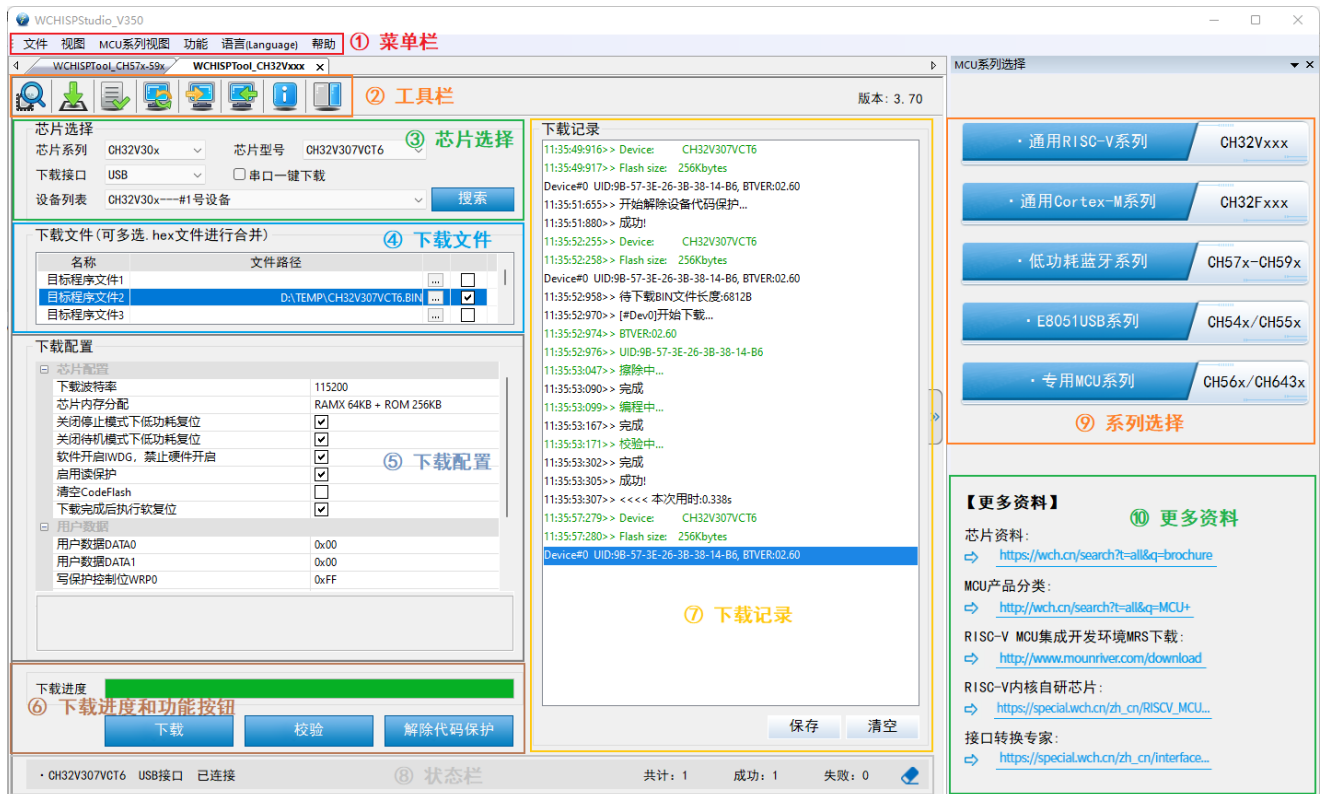 WCHISPStudio_V350
文件 视图 MCU系列视图 功能 语言(Language) 帮助 ① 菜单栏
WCHISPTool_CH57x-59x WCHISPTool_CH32Vxxx x
② 工具栏
版本: 3.70
芯片选择
③ 芯片选择
芯片系列 CH32V30x 芯片型号 CH32V307VCT6
下载接口 USB 串口一键下载
设备列表 CH32V30x---#1号设备 搜索
下载文件(可多选.hex文件进行合并)
④ 下载文件
名称 文件路径
目标程序文件1 ...
目标程序文件2 D:\TEMP\CH32V307VCT6.BIN ...
目标程序文件3 ...
下载配置
芯片配置
下载波特率 115200
芯片内存分配 RAMX 64KB + ROM 256KB
关闭停止模式下低功耗复位
关闭待机模式下低功耗复位
软件开启IWDG，禁止硬件开启
启用读保护
清空CodeFlash
下载完成后执行软复位
⑤ 下载配置
用户数据
用户数据DATA0 0x00
用户数据DATA1 0x00
写保护控制位WRP0 0xFF
下载进度
⑥ 下载进度和功能按钮
下载 校验 解除代码保护
下载记录
11:35:49:916>> Device: CH32V307VCT6
11:35:49:917>> Flash size: 256Kbytes
Device#0 UID:9B-57-3E-26-3B-38-14-B6, BTVER:02.60
11:35:51:655>> 开始解除设备代码保护...
11:35:51:880>> 成功!
11:35:52:255>> Device: CH32V307VCT6
11:35:52:258>> Flash size: 256Kbytes
Device#0 UID:9B-57-3E-26-3B-38-14-B6, BTVER:02.60
11:35:52:958>> 待下载BIN文件长度:6812B
11:35:52:970>> [#Dev0]开始下载...
11:35:52:974>> BTVER:02.60
11:35:52:976>> UID:9B-57-3E-26-3B-38-14-B6
11:35:53:047>> 擦除中...
11:35:53:090>> 完成
11:35:53:099>> 编程中...
11:35:53:167>> 完成
11:35:53:171>> 校验中...
11:35:53:302>> 完成
11:35:53:305>> 成功!
11:35:53:307>> <<<< 本次用时:0.338s
11:35:57:279>> Device: CH32V307VCT6
11:35:57:280>> Flash size: 256Kbytes
Device#0 UID:9B-57-3E-26-3B-38-14-B6, BTVER:02.60
⑦ 下载记录
保存 清空
·CH32V307VCT6 USB接口 已连接 ⑧ 状态栏 共计: 1 成功: 1 失败: 0
MCU系列选择
·通用RISC-V系列 CH32Vxxx
·通用Cortex-M系列 CH32Fxxx
·低功耗蓝牙系列 CH57x-CH59x
·E8051USB系列 CH54x/CH55x
·专用MCU系列 CH56x/CH643x
⑨ 系列选择
【更多资料】
⑩ 更多资料
芯片资料:
https://wch.cn/search?t=all&q=brochure
MCU产品分类:
http://wch.cn/search?t=all&q=MCU+
RISC-V MCU集成开发环境MRS下载:
http://www.mounriver.com/download
RISC-V内核自研芯片:
https://special.wch.cn/zh_cn/RISCV_MCU...
接口转换专家:
https://special.wch.cn/zh_cn/interface...